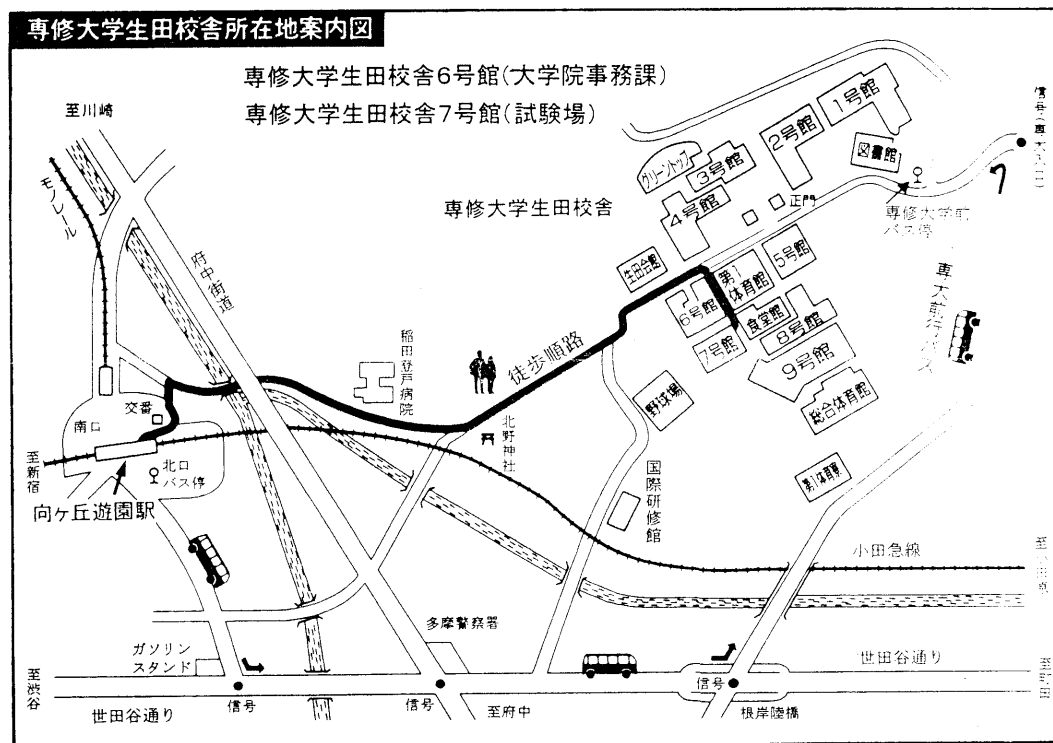 専修大学生田校舎所在地案内図
専修大学生田校舎6号館(大学院事務課)
専修大学生田校舎7号館(試験場)
至川崎
モノレール
府中街道
専修大学生田校舎
グリーントップ
3号館
2号館
1号館
図書館
4号館
正門
専修大学前
バス停
生田会館
第1
体育館
5号館
6号館
食堂館
7号館
8号館
9号館
総合体育館
専大前行バス
稲田登戸病院
徒歩順路
野球場
交番
南口
北野神社
至新宿
北口
バス停
向ヶ丘遊園駅
国際研修館
小田急線
多摩警察署
ガソリン
スタンド
世田谷通り
至渋谷
信号
信号
信号
世田谷通り
至府中
根岸陸橋
至町田